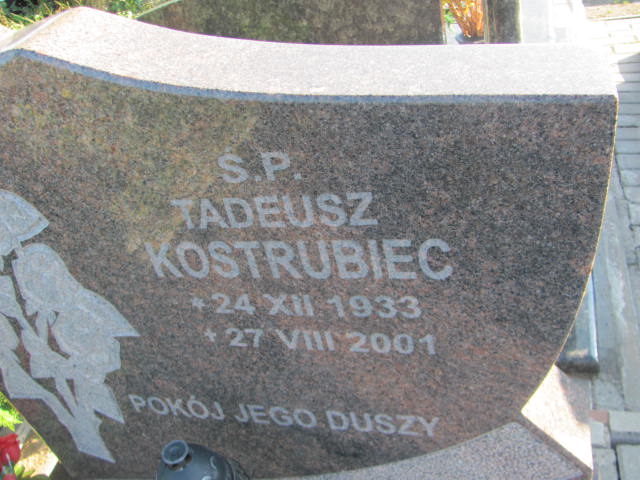 Ś.P.
TADEUSZ
KOSTRUBIEC
* 24 XII 1933
+ 27 VIII 2001
POKÓJ JEGO DUSZY